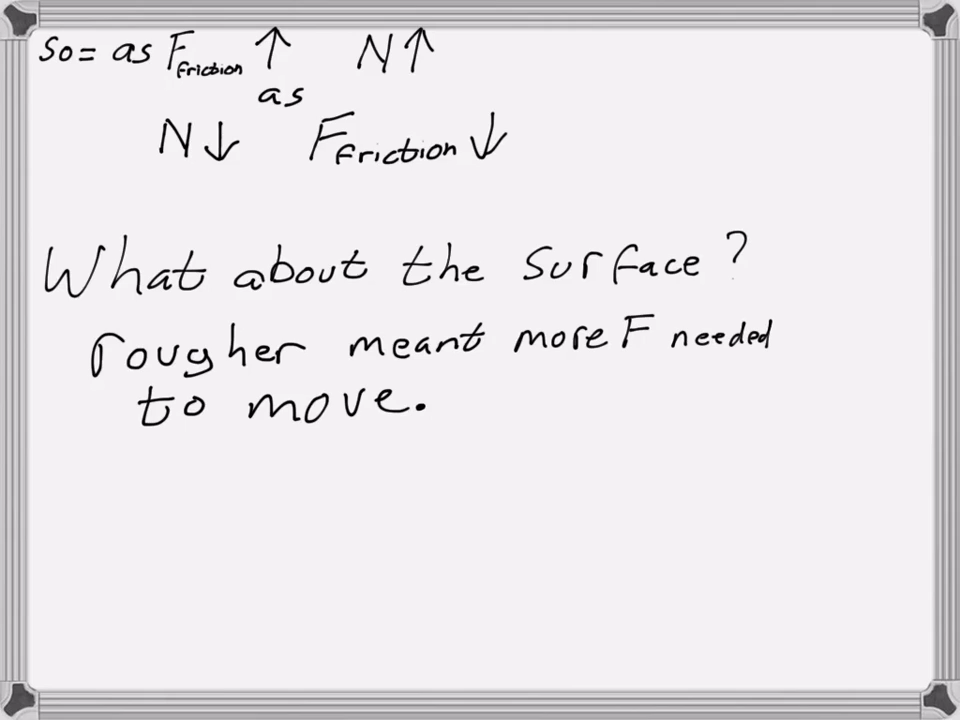 So= as Ffriction ↑ N↑
as
N↓ Ffriction ↓
What about the surface?
rougher meant more F needed
to move.